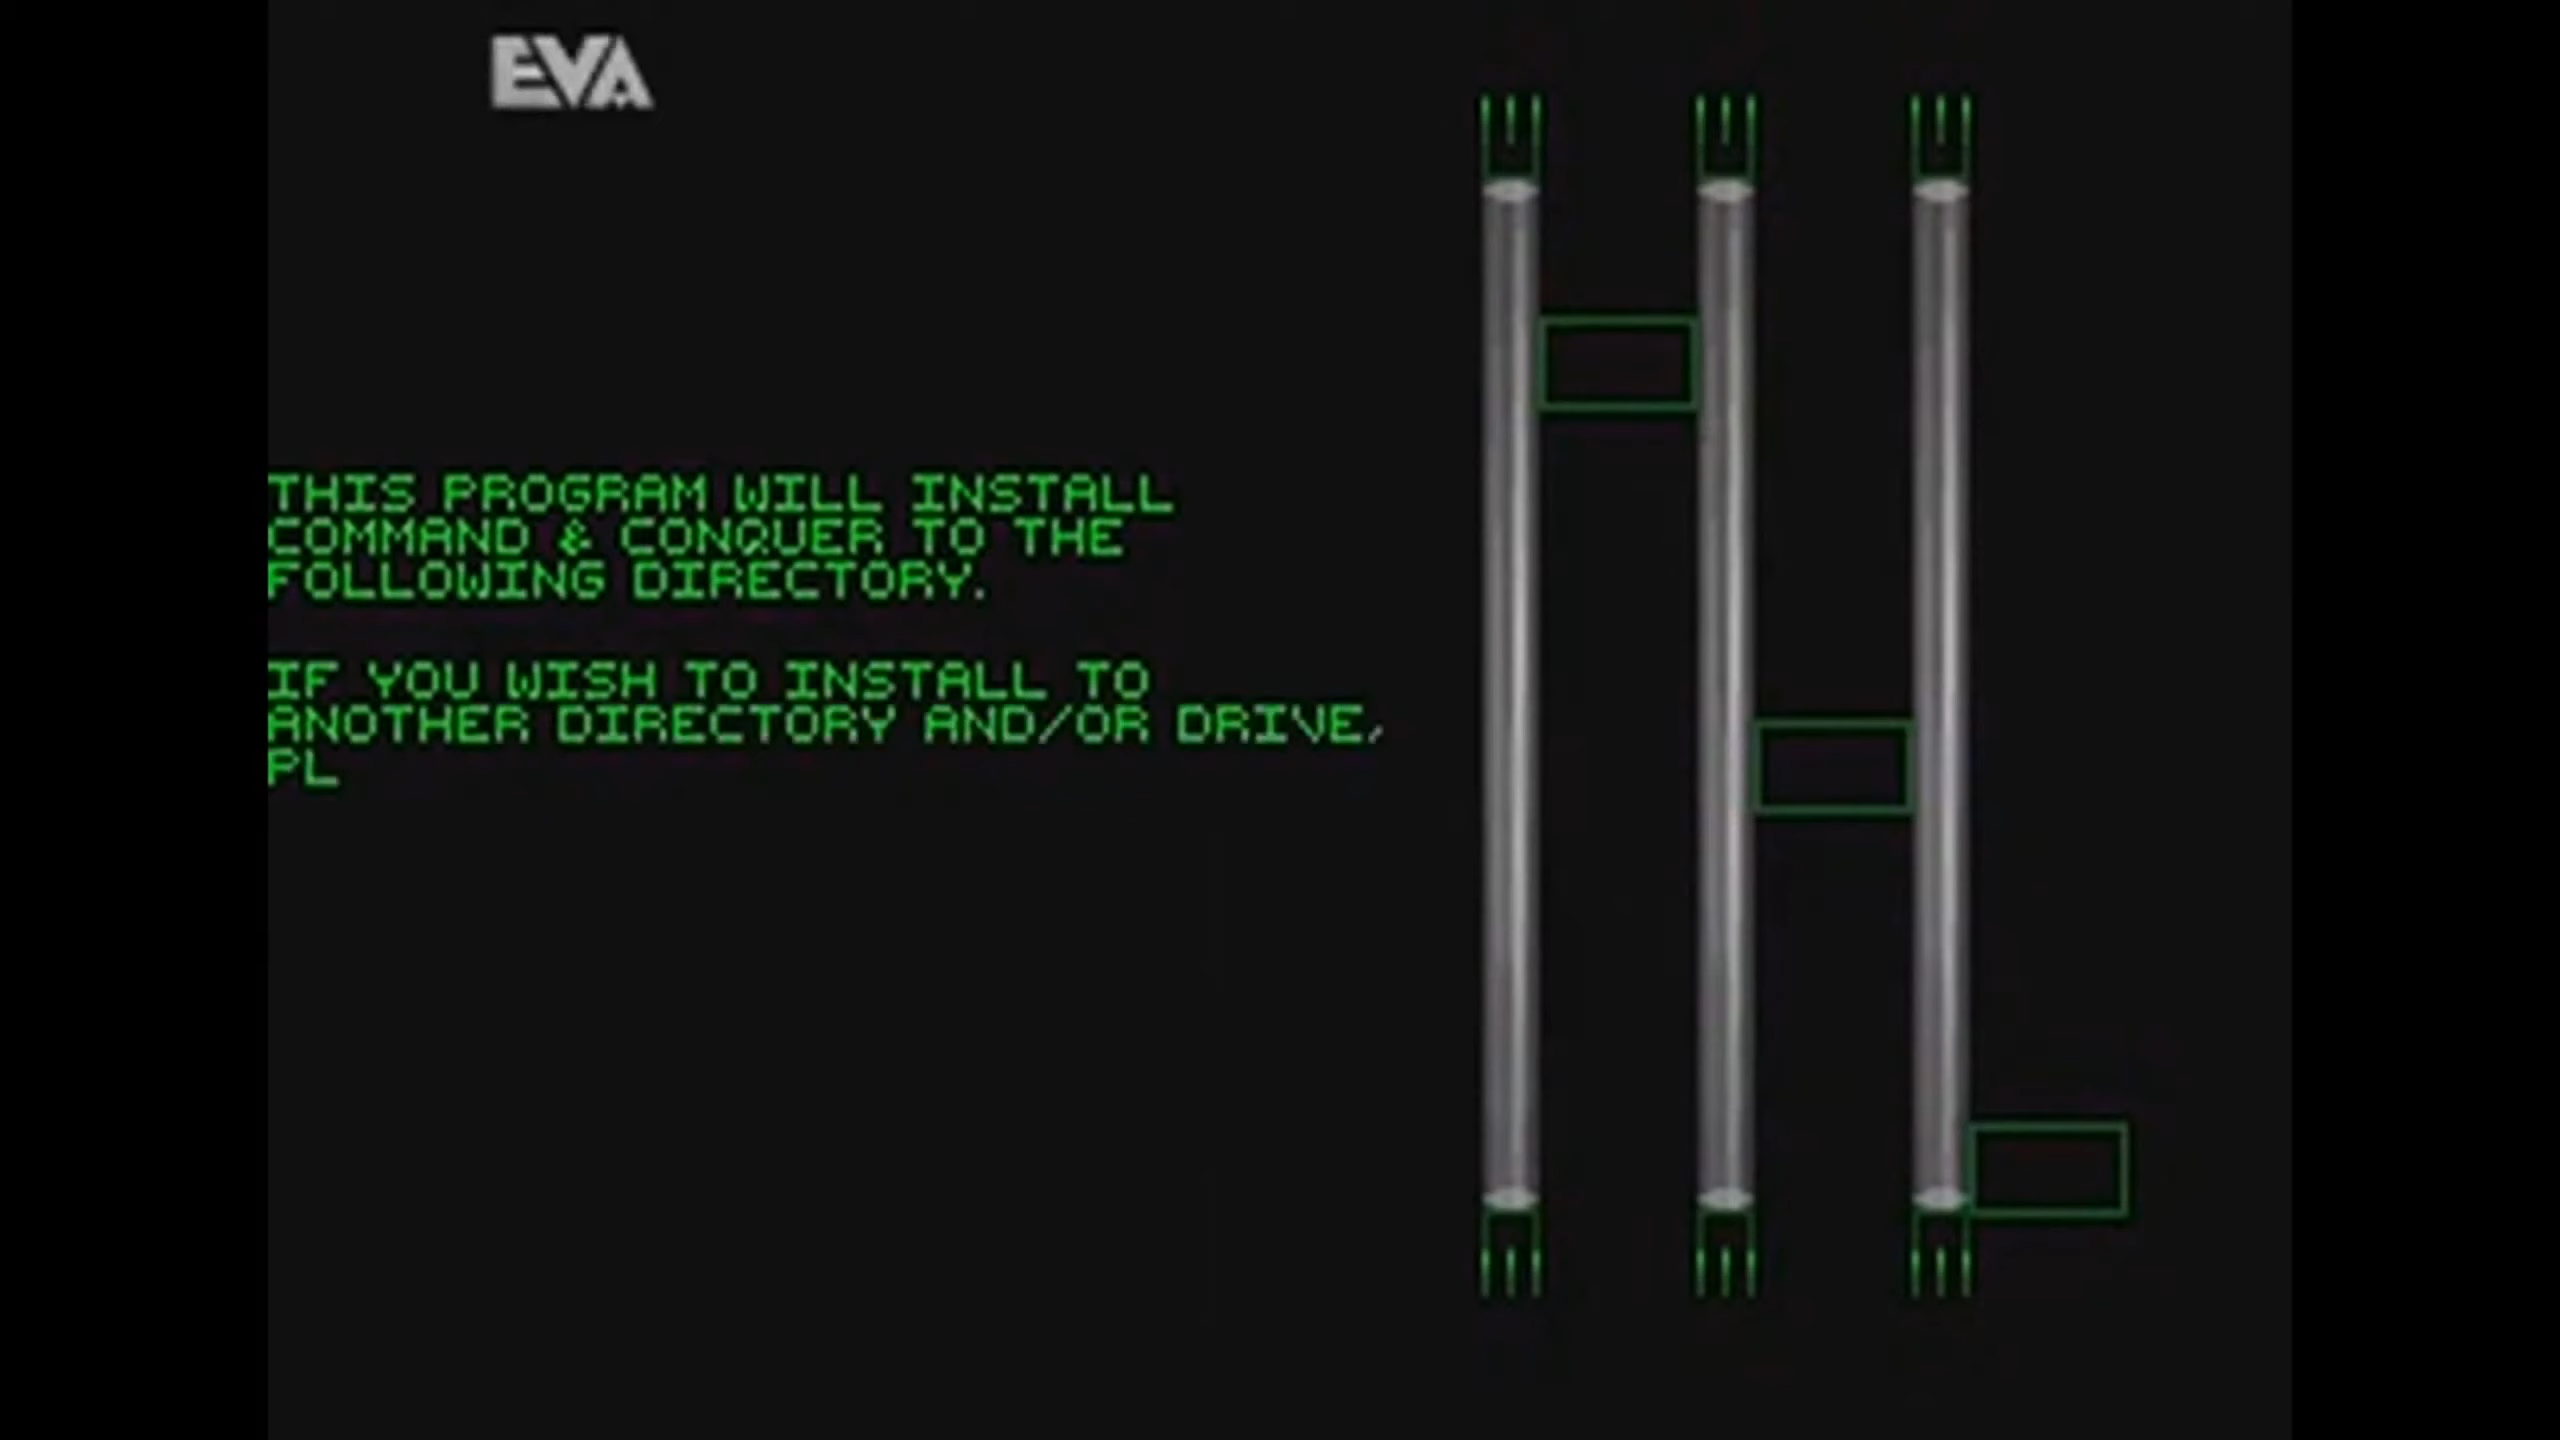 EVA
THIS PROGRAM WILL INSTALL
COMMAND & CONQUER TO THE
FOLLOWING DIRECTORY.
IF YOU WISH TO INSTALL TO
ANOTHER DIRECTORY AND/OR DRIVE,
PL